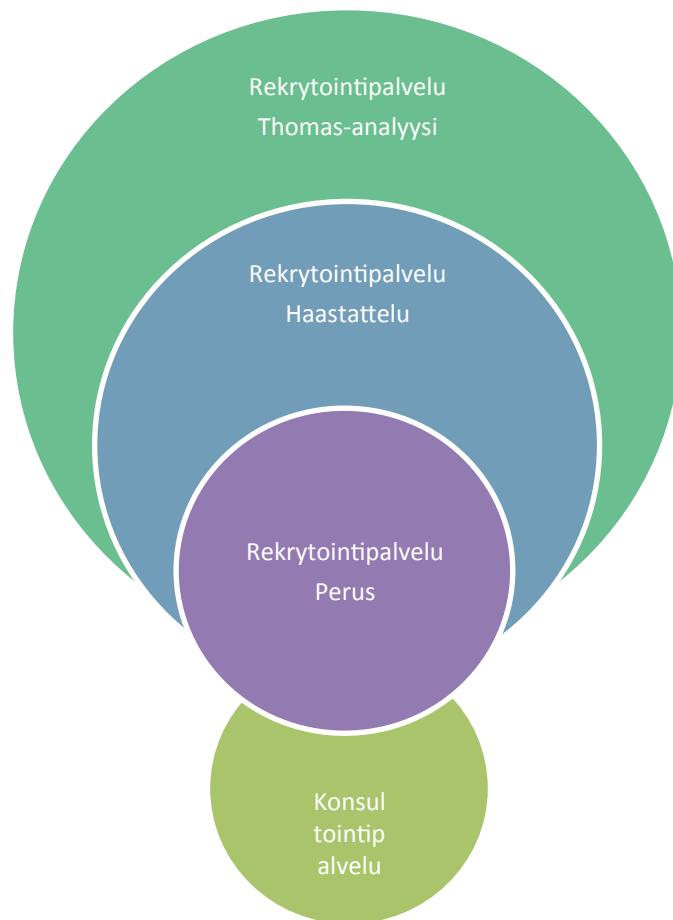 Rekrytointipalvelu
Thomas-analyysi
Rekrytointipalvelu
Haastattelu
Rekrytointipalvelu
Perus
Konsul
tointip
alvelu